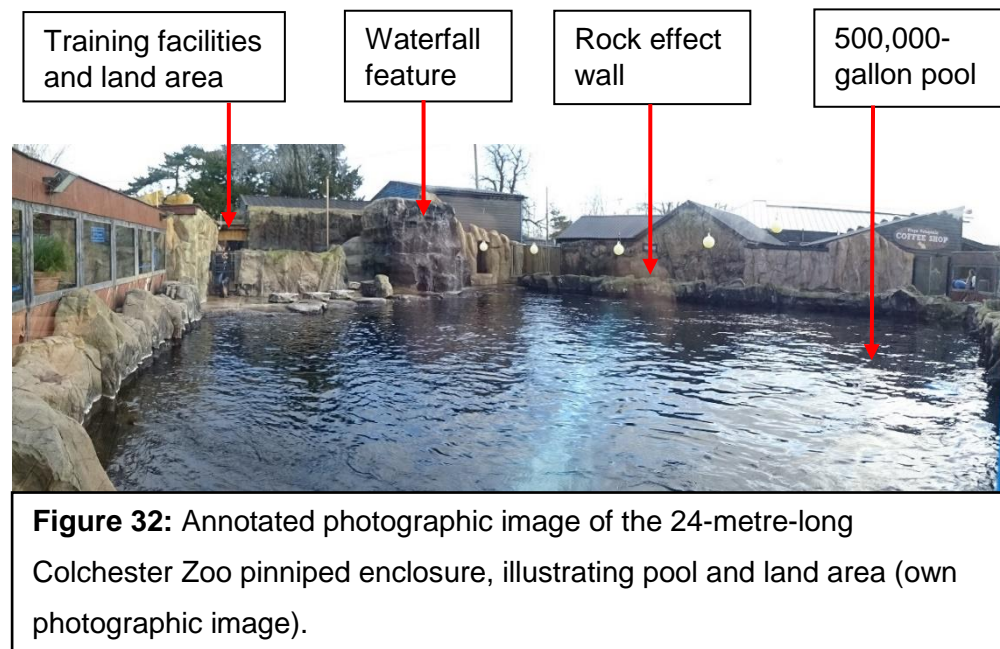 Training facilities
and land area
Waterfall
feature
Rock effect
wall
500,000-
gallon pool
COFFEE SHOP
Figure 32: Annotated photographic image of the 24-metre-long
Colchester Zoo pinniped enclosure, illustrating pool and land area (own
photographic image).